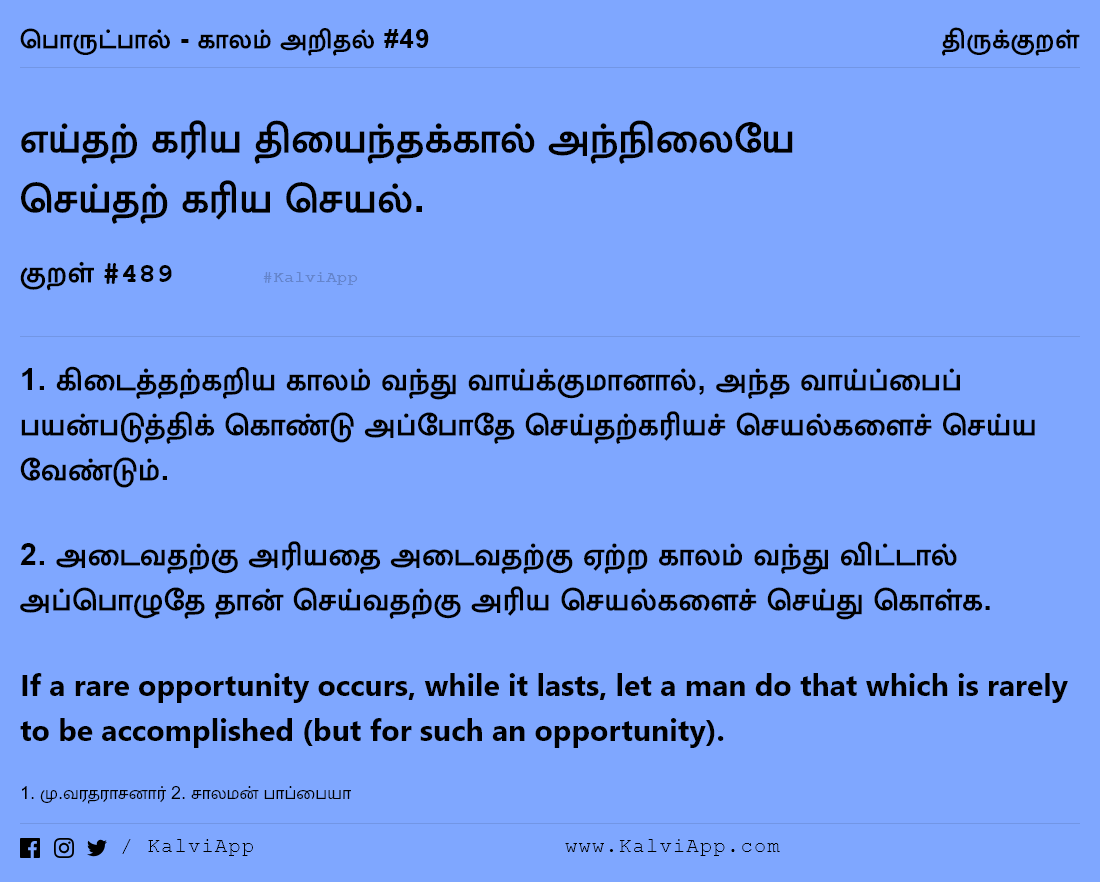 பொருட்பால் - காலம் அறிதல் #49 திருக்குறள்
எய்தற் கரிய தியைந்தக்கால் அந்நிலையே
செய்தற் கரிய செயல்.
குறள் #489 #KalviApp
1. கிடைத்தற்கறிய காலம் வந்து வாய்க்குமானால், அந்த வாய்ப்பைப்
பயன்படுத்திக் கொண்டு அப்போதே செய்தற்கரியச் செயல்களைச் செய்ய
வேண்டும்.
2. அடைவதற்கு அரியதை அடைவதற்கு ஏற்ற காலம் வந்து விட்டால்
அப்பொழுதே தான் செய்வதற்கு அரிய செயல்களைச் செய்து கொள்க.
If a rare opportunity occurs, while it lasts, let a man do that which is rarely
to be accomplished (but for such an opportunity).
1. மு.வரதராசனார் 2. சாலமன் பாப்பையா
/ KalviApp www.KalviApp.com